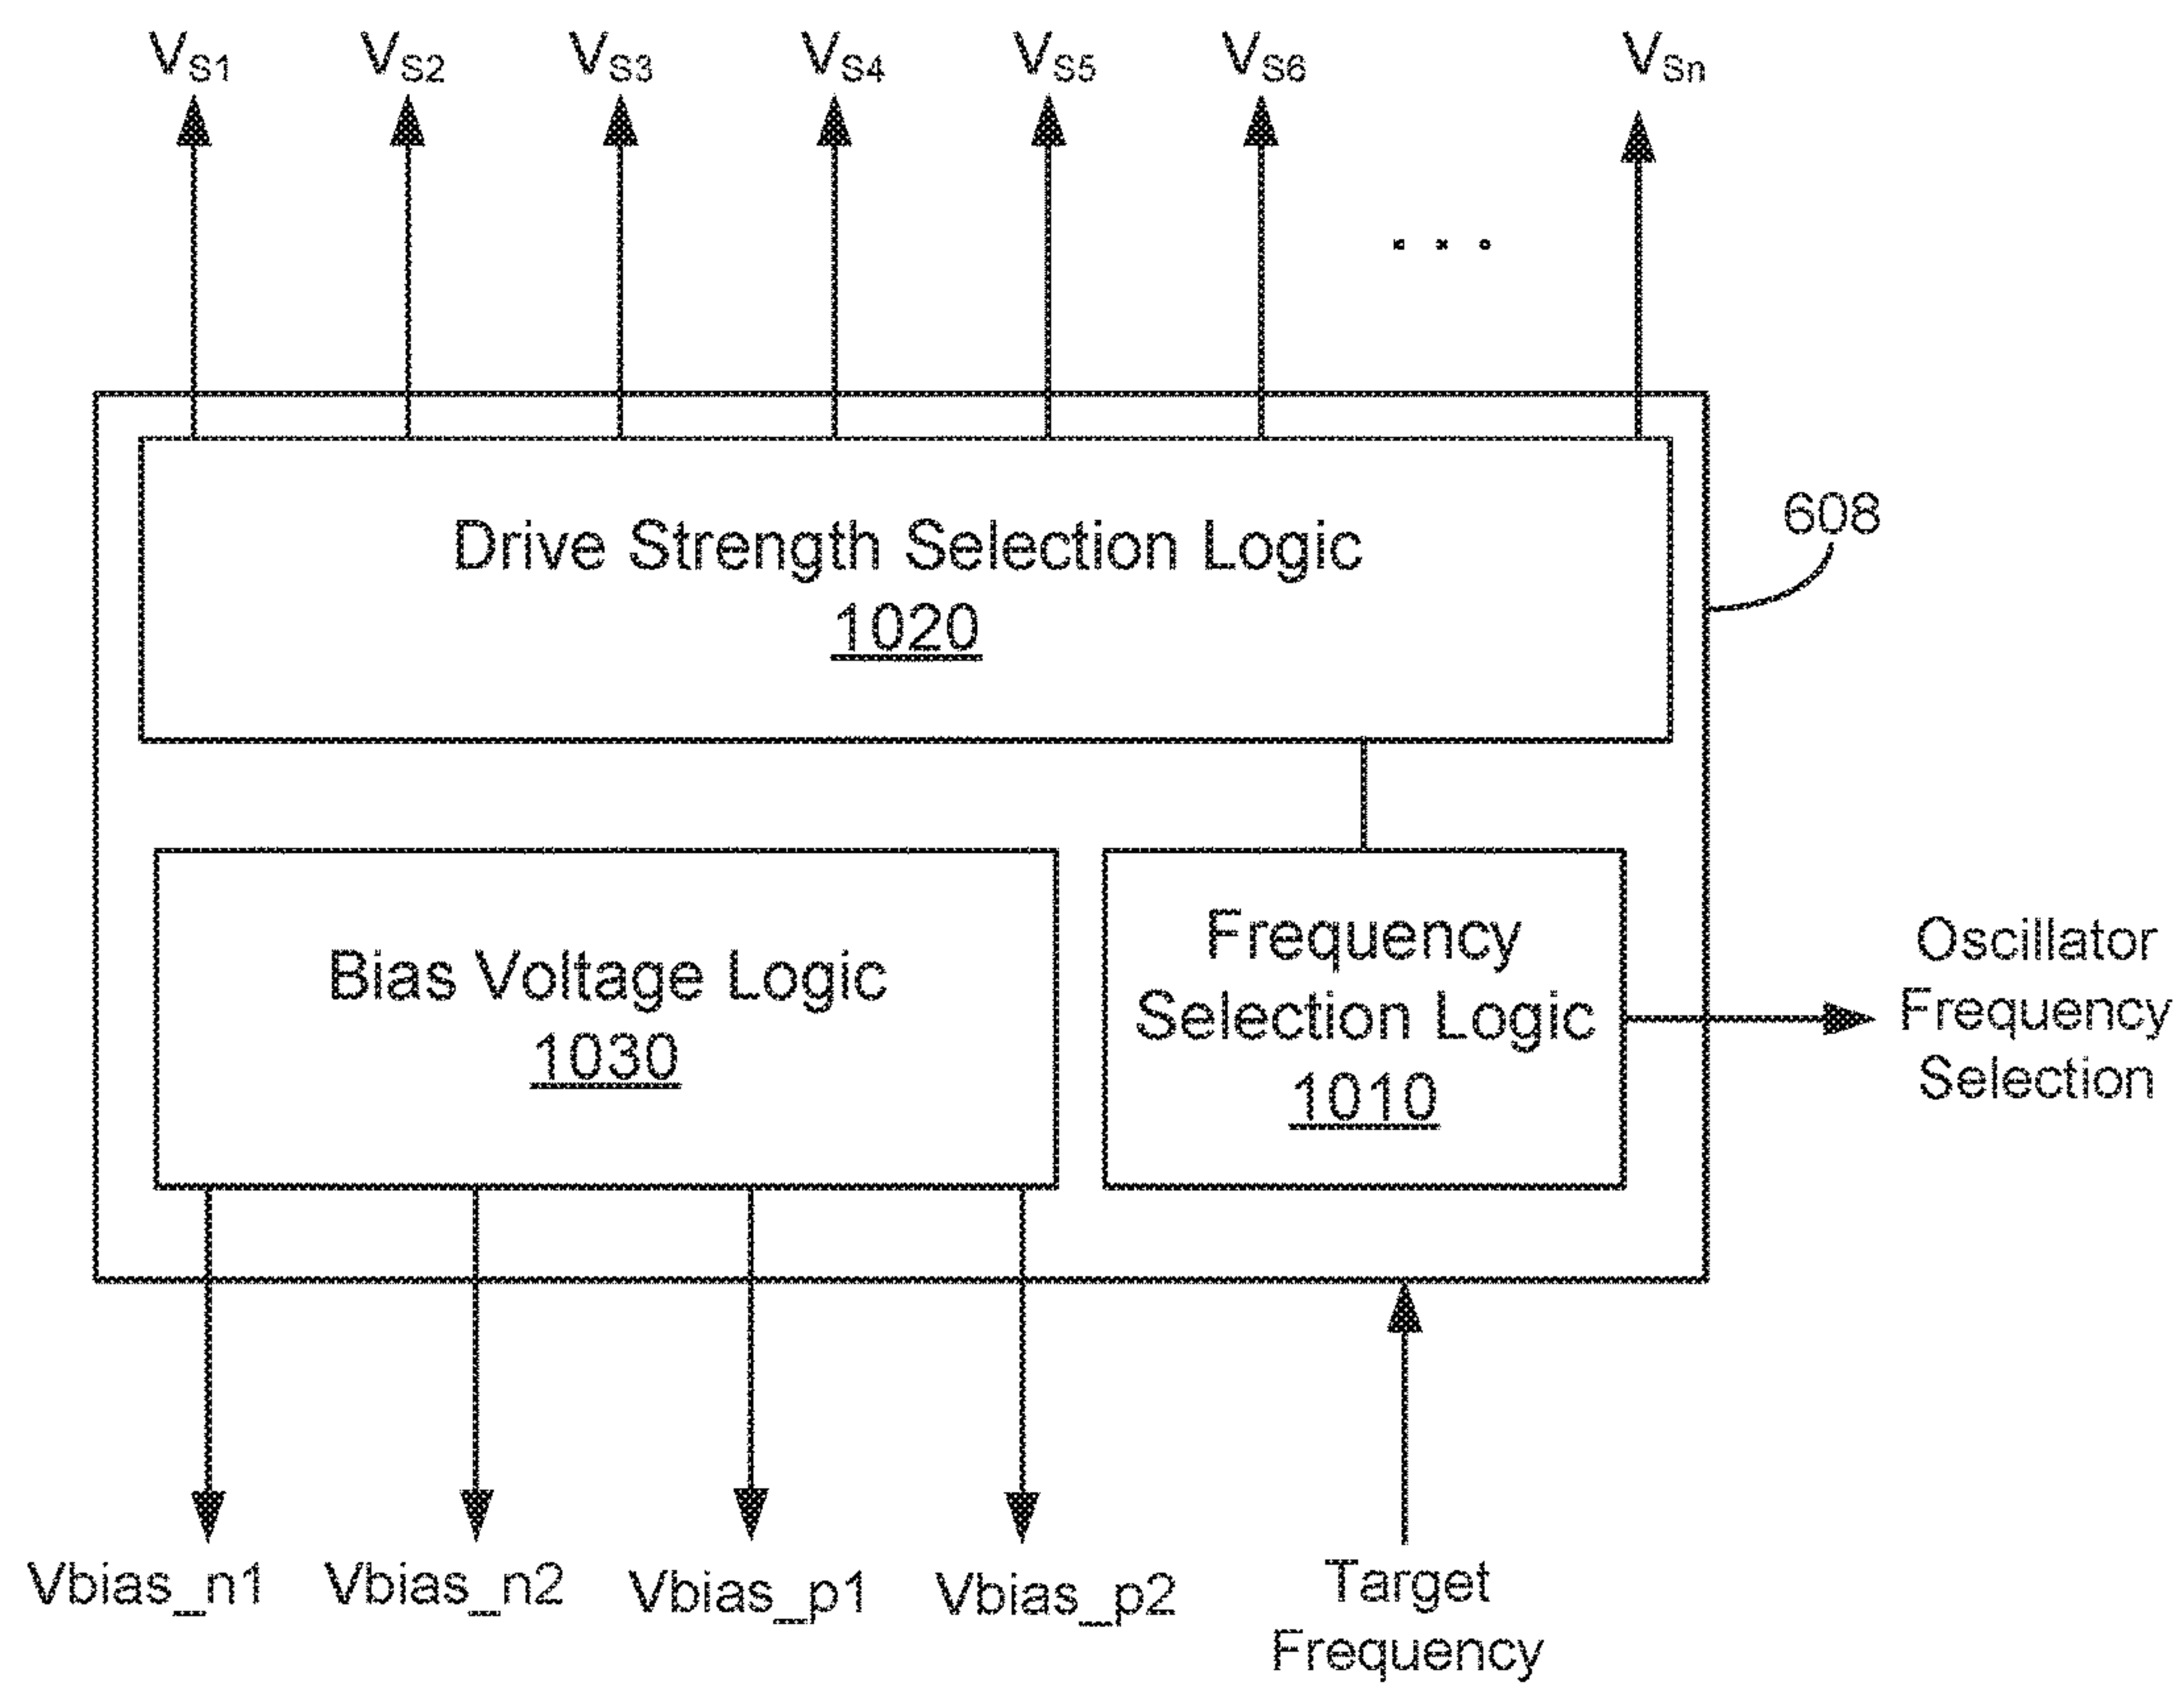 VS1 VS2 VS3 VS4 VS5 VS6 VSn
. . .
608
Drive Strength Selection Logic
1020
Bias Voltage Logic
1030
Frequency
Selection Logic
1010
Oscillator
Frequency
Selection
Vbias_n1 Vbias_n2 Vbias_p1 Vbias_p2
Target
Frequency